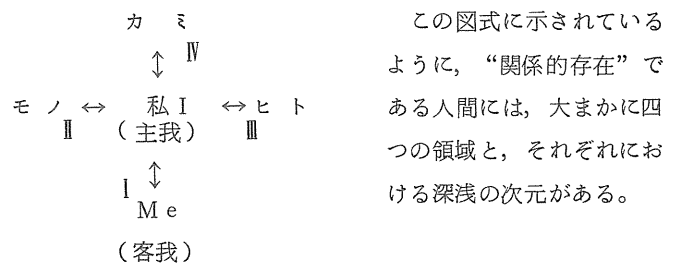 カ ミ
↕ Ⅳ
モ ノ ↔ 私Ｉ ↔ ヒ ト
Ⅱ （主我） Ⅲ
Ⅰ ↕
Ｍｅ
（客我）
この図式に示されている
ように，“関係的存在”で
ある人間には，大まかに四
つの領域と，それぞれにお
ける深浅の次元がある。